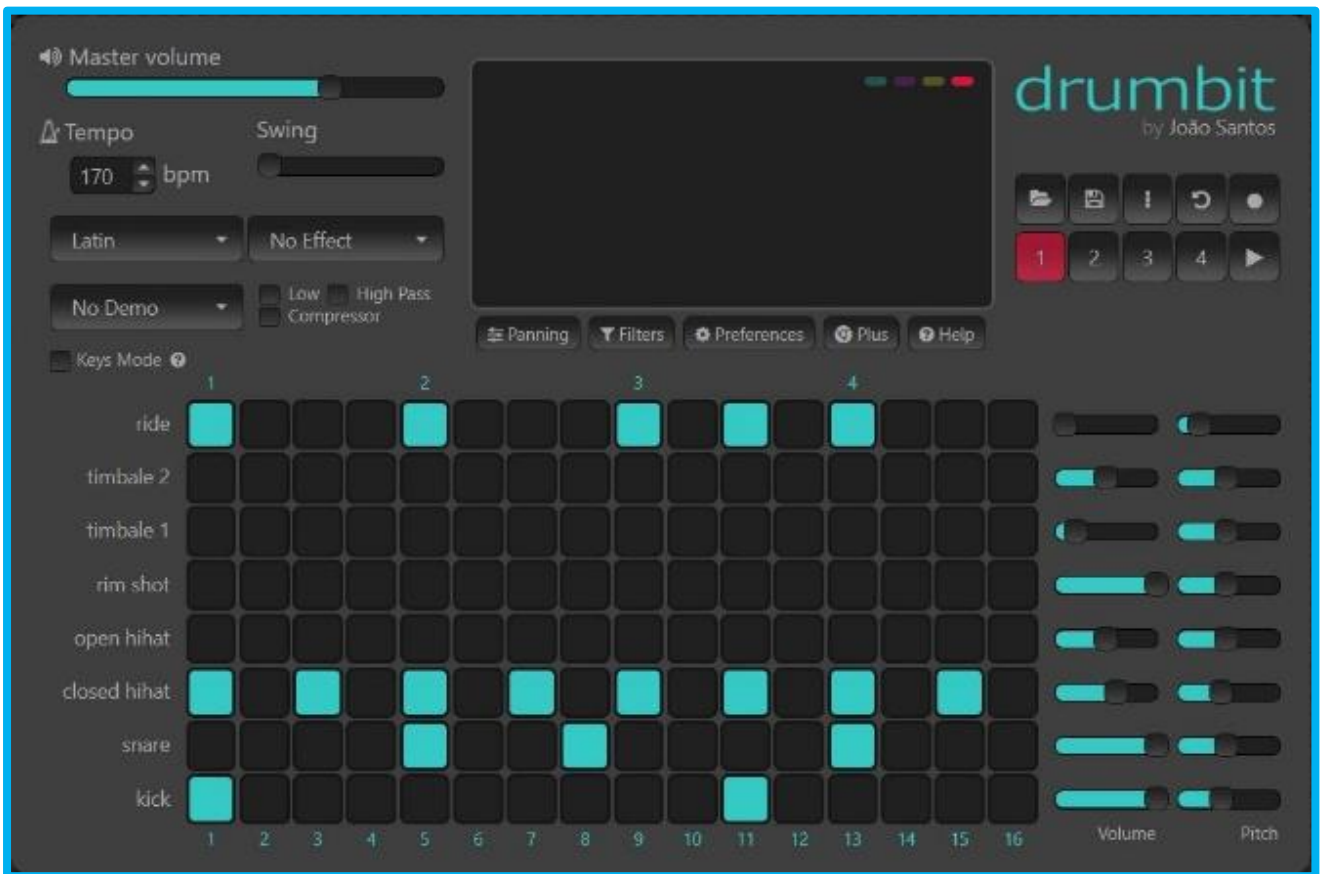 Master volume
drumbit
by João Santos
Tempo
Swing
170 bpm
Latin
No Effect
1 2 3 4
No Demo
Low High Pass
Compressor
Panning Filters Preferences Plus Help
Keys Mode
1 2 3 4
ride
timbale 2
timbale 1
rim shot
open hihat
closed hihat
snare
kick
1 2 3 4 5 6 7 8 9 10 11 12 13 14 15 16
Volume Pitch